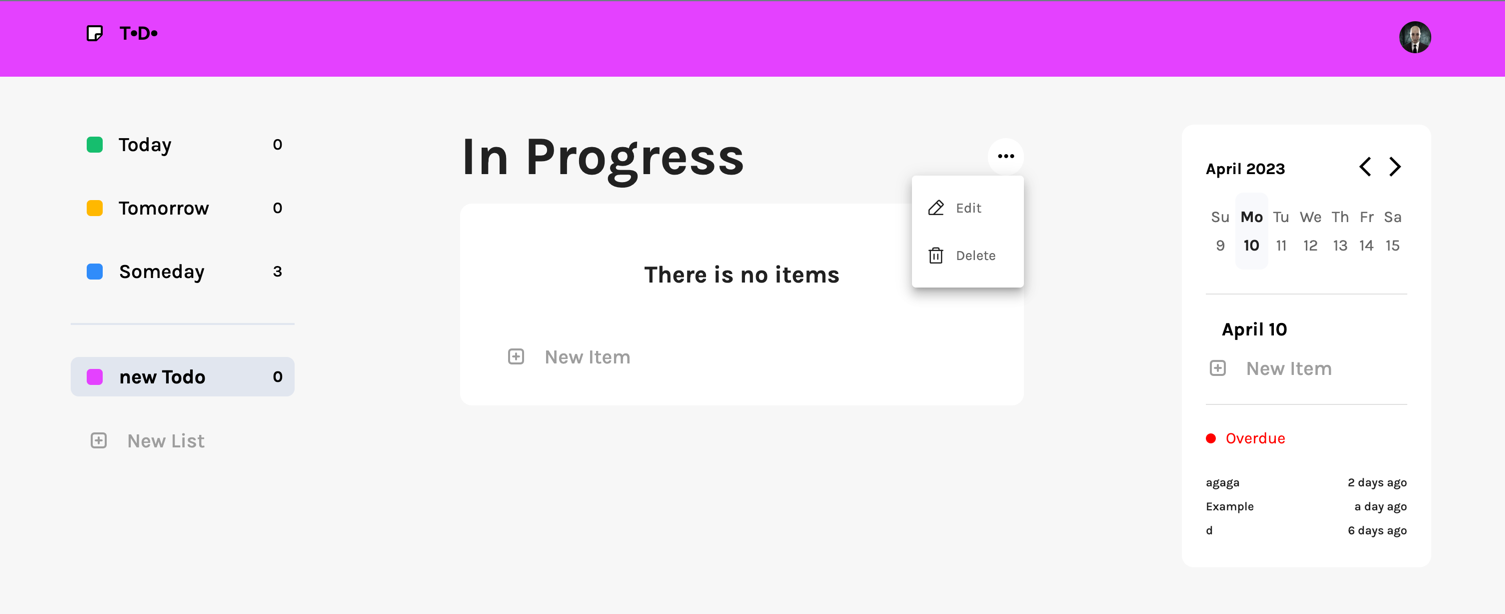 T•D•
Today 0
Tomorrow 0
Someday 3
new Todo 0
New List
In Progress
Edit
Delete
There is no items
New Item
April 2023
Su Mo Tu We Th Fr Sa
9 10 11 12 13 14 15
April 10
New Item
Overdue
agaga 2 days ago
Example a day ago
d 6 days ago